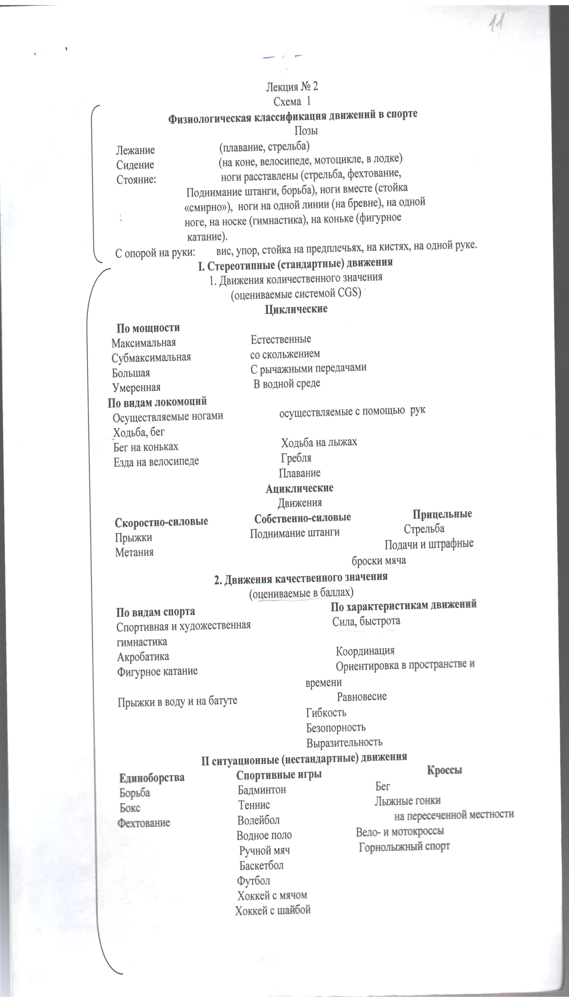 11
Лекция № 2
Схема 1
Физиологическая классификация движений в спорте
Позы
Лежание (плавание, стрельба)
Сидение (на коне, велосипеде, мотоцикле, в лодке)
Стояние: ноги расставлены (стрельба, фехтование,
Поднимание штанги, борьба), ноги вместе (стойка
«смирно»), ноги на одной линии (на бревне), на одной
ноге, на носке (гимнастика), на коньке (фигурное
катание).
С опорой на руки: вис, упор, стойка на предплечьях, на кистях, на одной руке.
I. Стереотипные (стандартные) движения
1. Движения количественного значения
(оцениваемые системой CGS)
Циклические
По мощности
Максимальная Естественные
Субмаксимальная со скольжением
Большая С рычажными передачами
Умеренная В водной среде
По видам локомоций
Осуществляемые ногами осуществляемые с помощью рук
Ходьба, бег
Бег на коньках Ходьба на лыжах
Езда на велосипеде Гребля
Плавание
Ациклические
Движения
Скоростно-силовые Собственно-силовые Прицельные
Прыжки Поднимание штанги Стрельба
Метания Подачи и штрафные
броски мяча
2. Движения качественного значения
(оцениваемые в баллах)
По видам спорта По характеристикам движений
Спортивная и художественная Сила, быстрота
гимнастика
Акробатика Координация
Фигурное катание Ориентировка в пространстве и
времени
Прыжки в воду и на батуте Равновесие
Гибкость
Безопорность
Выразительность
II ситуационные (нестандартные) движения
Единоборства Спортивные игры Кроссы
Борьба Бадминтон Бег
Бокс Теннис Лыжные гонки
Фехтование Волейбол на пересеченной местности
Водное поло Вело- и мотокроссы
Ручной мяч Горнолыжный спорт
Баскетбол
Футбол
Хоккей с мячом
Хоккей с шайбой